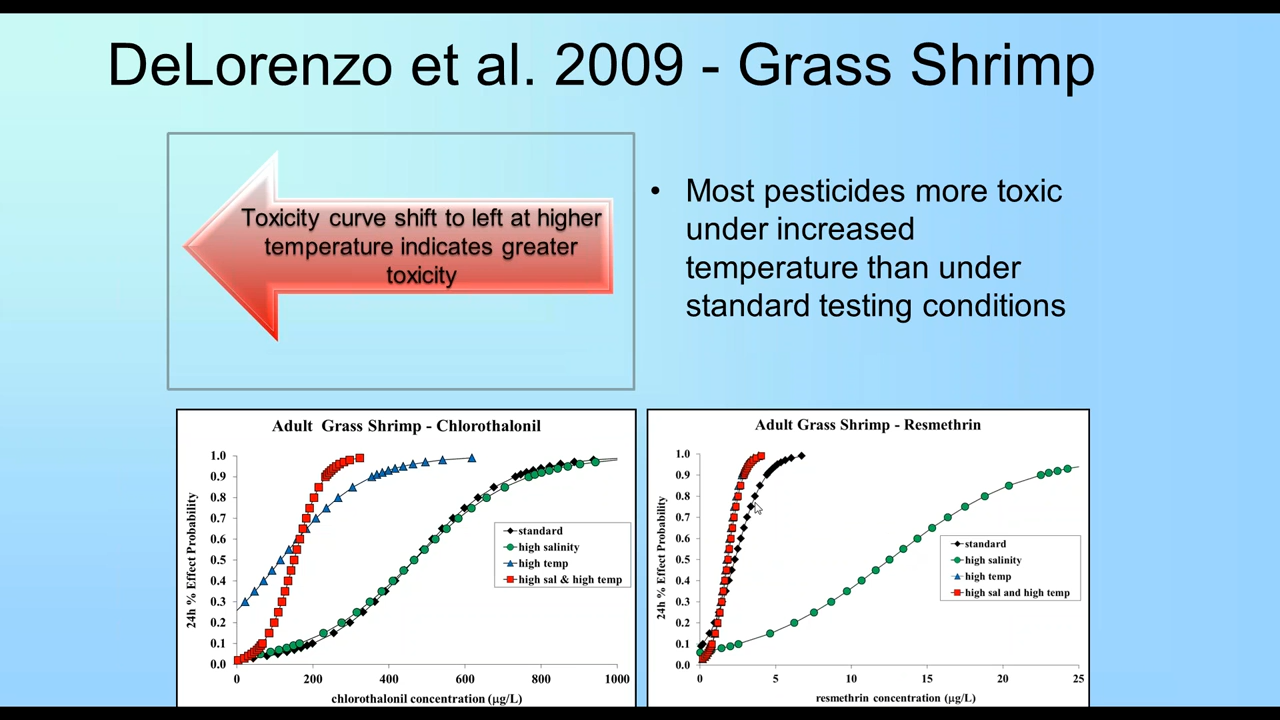 DeLorenzo et al. 2009 - Grass Shrimp
Toxicity curve shift to left at higher
temperature indicates greater
toxicity
• Most pesticides more toxic
under increased
temperature than under
standard testing conditions
Adult Grass Shrimp - Chlorothalonil
24h % Effect Probability
1.0
0.9
0.8
0.7
0.6
0.5
0.4
0.3
0.2
0.1
0.0
0 200 400 600 800 1000
chlorothalonil concentration (µg/L)
standard
high salinity
high temp
high sal & high temp
Adult Grass Shrimp - Resmethrin
24h % Effect Probability
1.0
0.9
0.8
0.7
0.6
0.5
0.4
0.3
0.2
0.1
0.0
0 5 10 15 20 25
resmethrin concentration (µg/L)
standard
high salinity
high temp
high sal and high temp